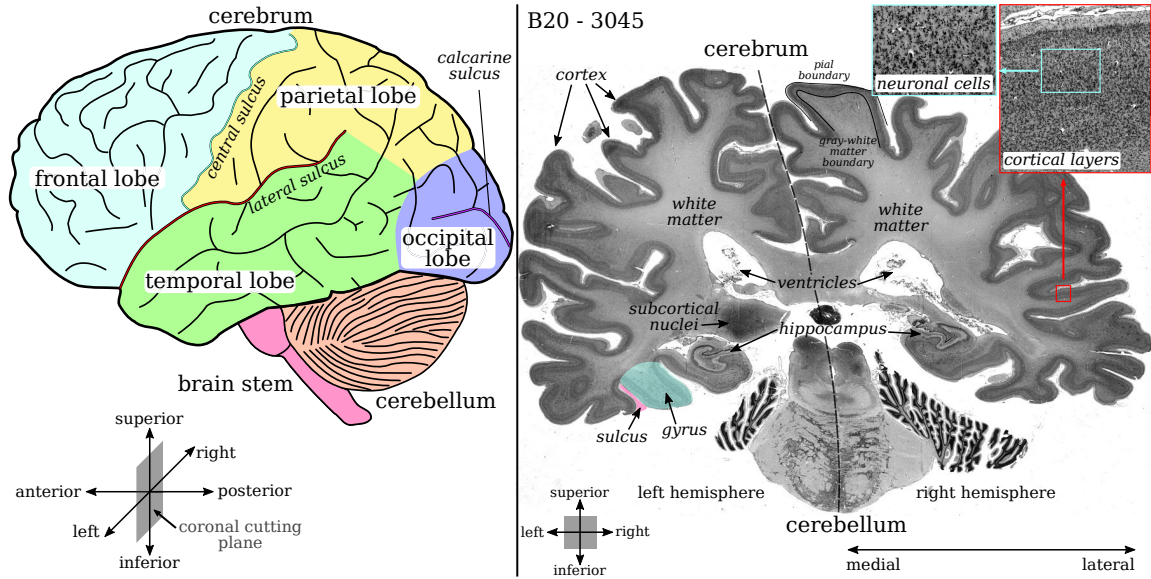 cerebrum
calcarine
sulcus
parietal lobe
central sulcus
frontal lobe
lateral sulcus
occipital
lobe
temporal lobe
brain stem
cerebellum
superior
right
anterior
posterior
left
coronal cutting
plane
inferior
B20 - 3045
cerebrum
cortex
pial
boundary
neuronal cells
cortical layers
gray-white
matter
boundary
white
matter
white
matter
ventricles
subcortical
nuclei
hippocampus
sulcus
gyrus
left hemisphere
right hemisphere
superior
left
right
inferior
cerebellum
medial
lateral